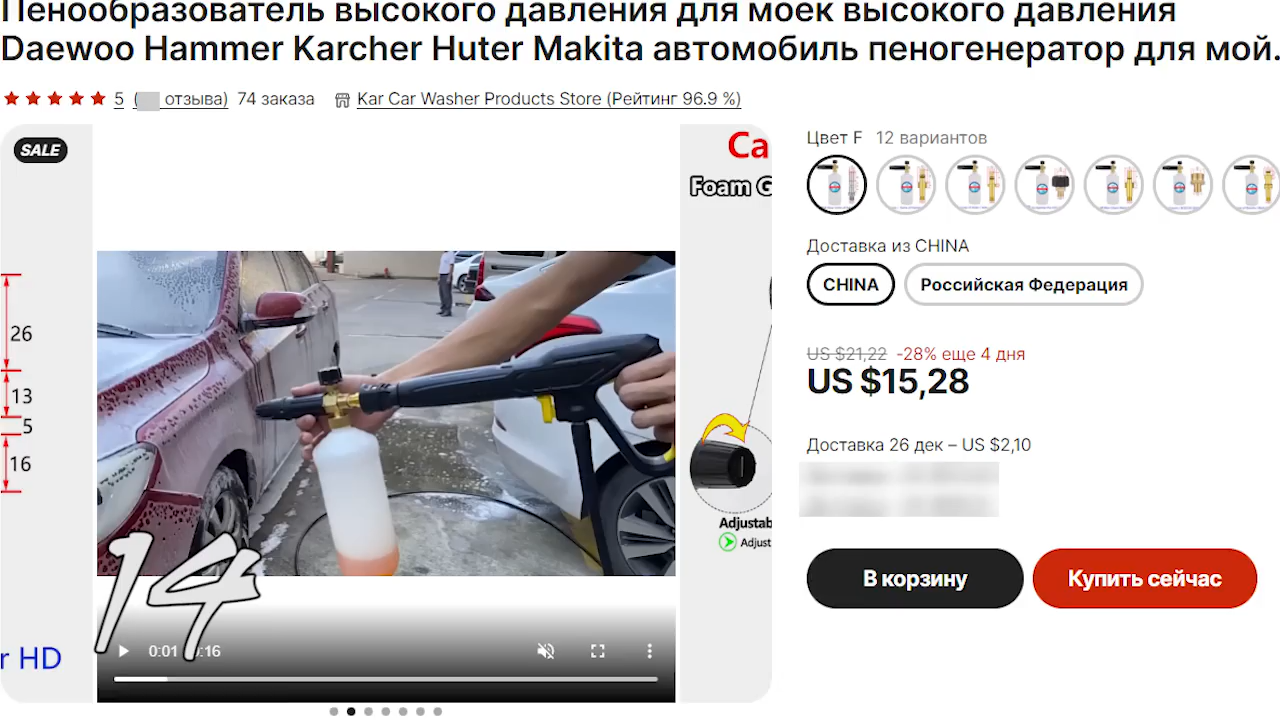 Пенообразователь высокого давления для моек высокого давления
Daewoo Hammer Karcher Huter Makita автомобиль пеногенератор для мой.
5 ( отзыва) 74 заказа Kar Car Washer Products Store (Рейтинг 96.9 %)
SALE
Ca
Foam G
26
13
5
16
r HD
14
0:01
:16
Adjustab
Adjust
Цвет F 12 вариантов
Доставка из CHINA
CHINA
Российская Федерация
US $21,22 -28% еще 4 дня
US $15,28
Доставка 26 дек – US $2,10
В корзину
Купить сейчас